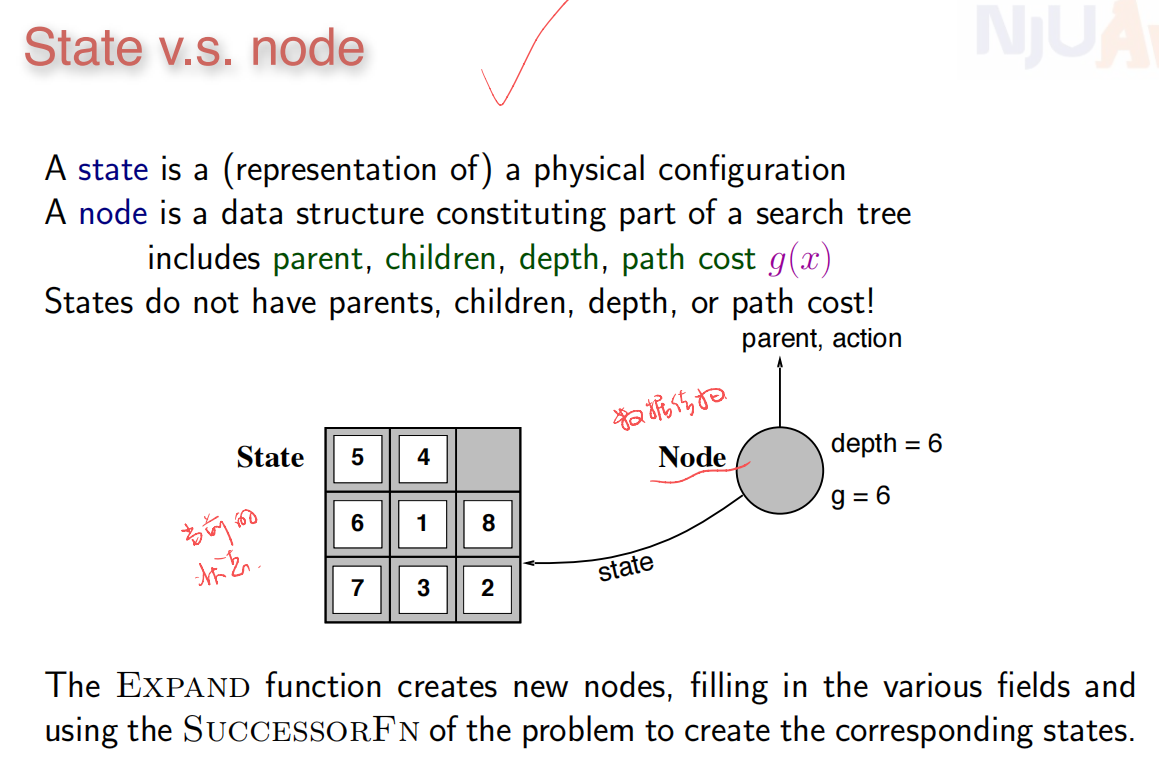 State v.s. node
NJUA
A state is a (representation of) a physical configuration
A node is a data structure constituting part of a search tree
includes parent, children, depth, path cost g(x)
States do not have parents, children, depth, or path cost!
parent, action
数据结构
State
5 4
Node
depth = 6
g = 6
当前的
状态.
6 1 8
state
7 3 2
The EXPAND function creates new nodes, filling in the various fields and
using the SUCCESSORFN of the problem to create the corresponding states.